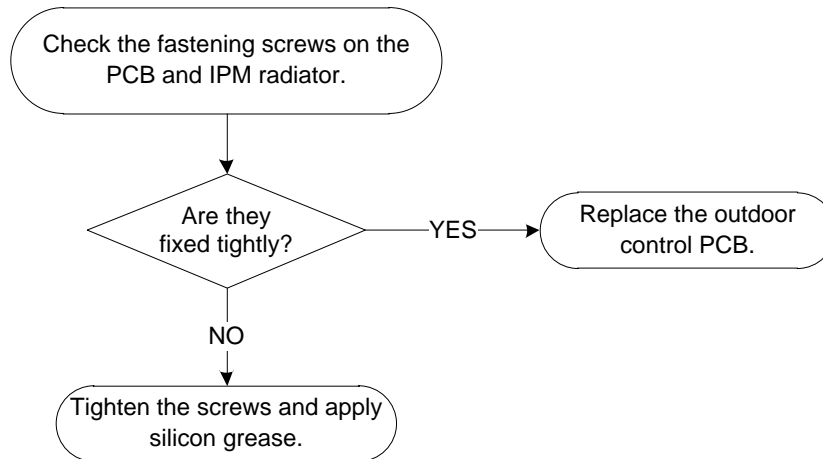 Check the fastening screws on the
PCB and IPM radiator.
Are they
fixed tightly?
YES
Replace the outdoor
control PCB.
NO
Tighten the screws and apply
silicon grease.